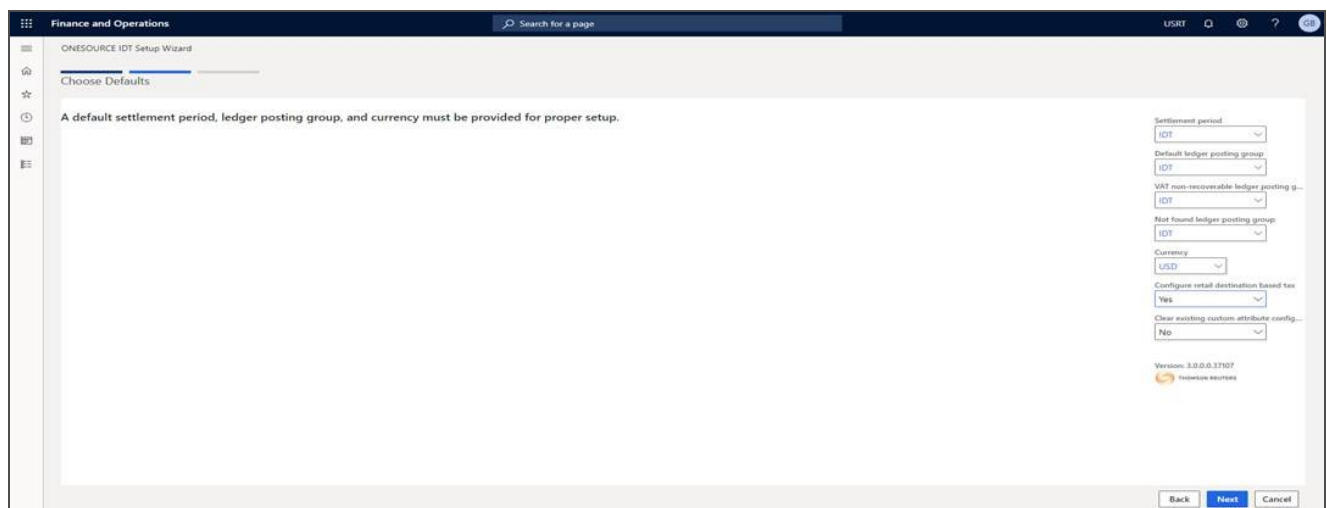 Finance and Operations
Search for a page
USRT
?
GB
ONESOURCE IDT Setup Wizard
Choose Defaults
A default settlement period, ledger posting group, and currency must be provided for proper setup.
Settlement period
IDT
Default ledger posting group
IDT
VAT non-recoverable ledger posting g...
IDT
Not found ledger posting group
IDT
Currency
USD
Configure retail destination based tax
Yes
Clear existing custom attribute config...
No
Version: 3.0.0.0.37107
THOMSON REUTERS
Back
Next
Cancel